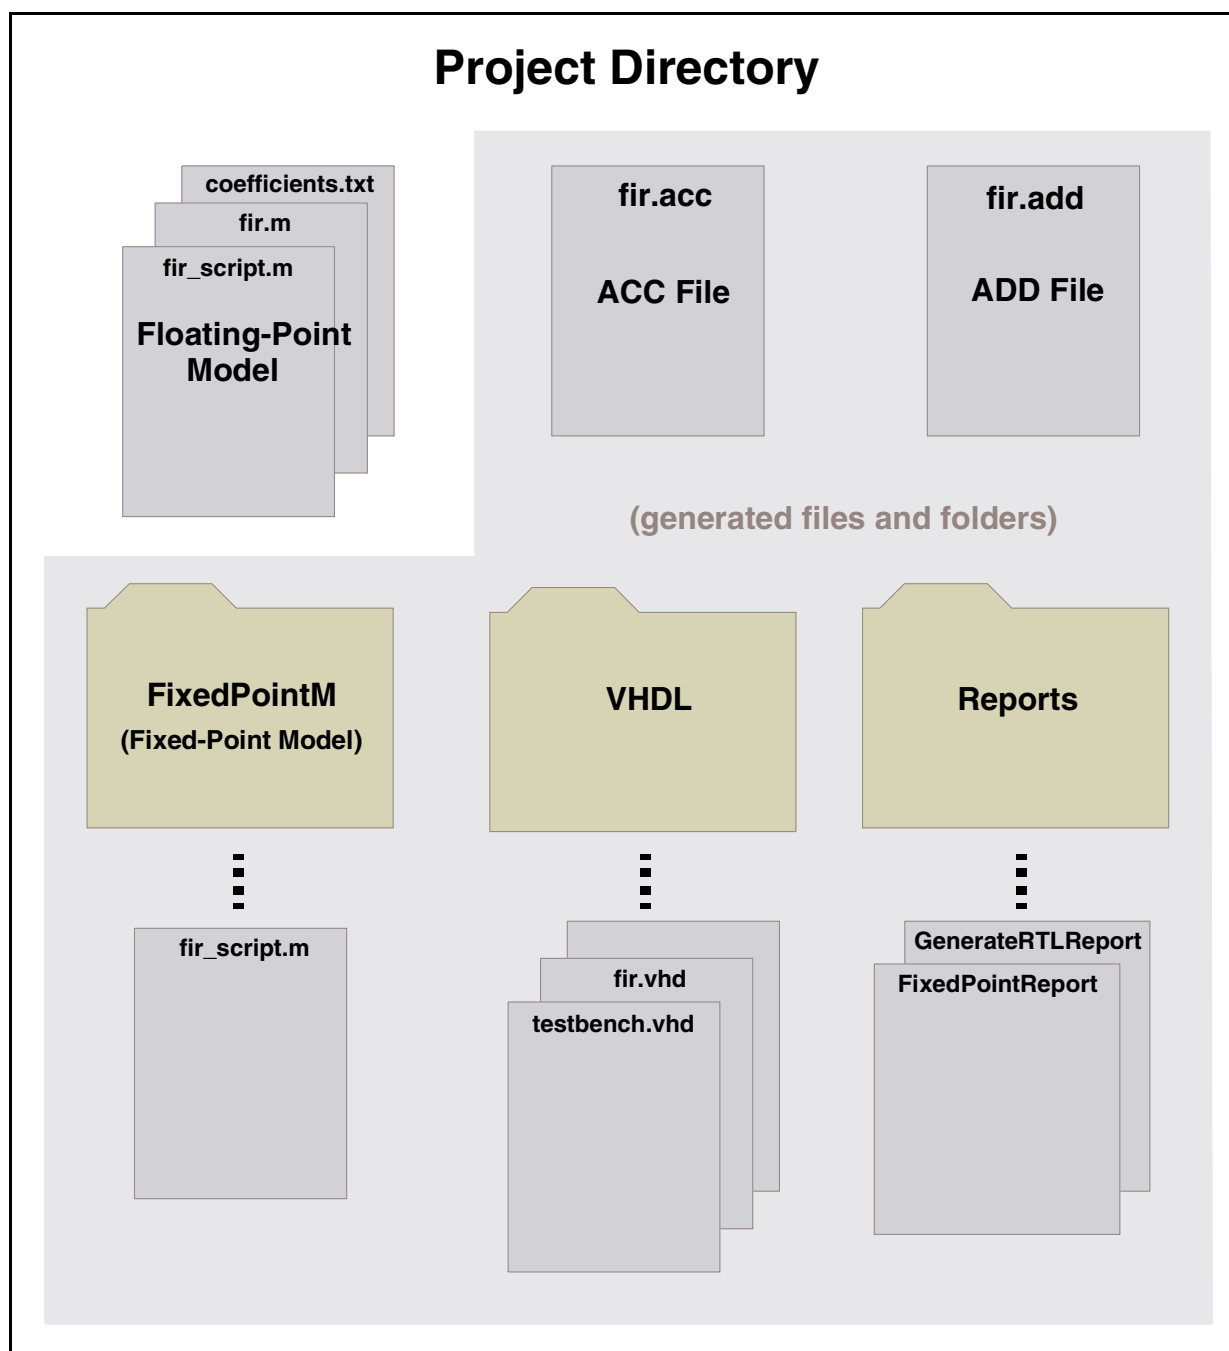 Project Directory
coefficients.txt
fir.m
fir_script.m
Floating-Point
Model
fir.acc
ACC File
fir.add
ADD File
(generated files and folders)
FixedPointM
(Fixed-Point Model)
VHDL
Reports
fir_script.m
fir.vhd
testbench.vhd
GenerateRTLReport
FixedPointReport